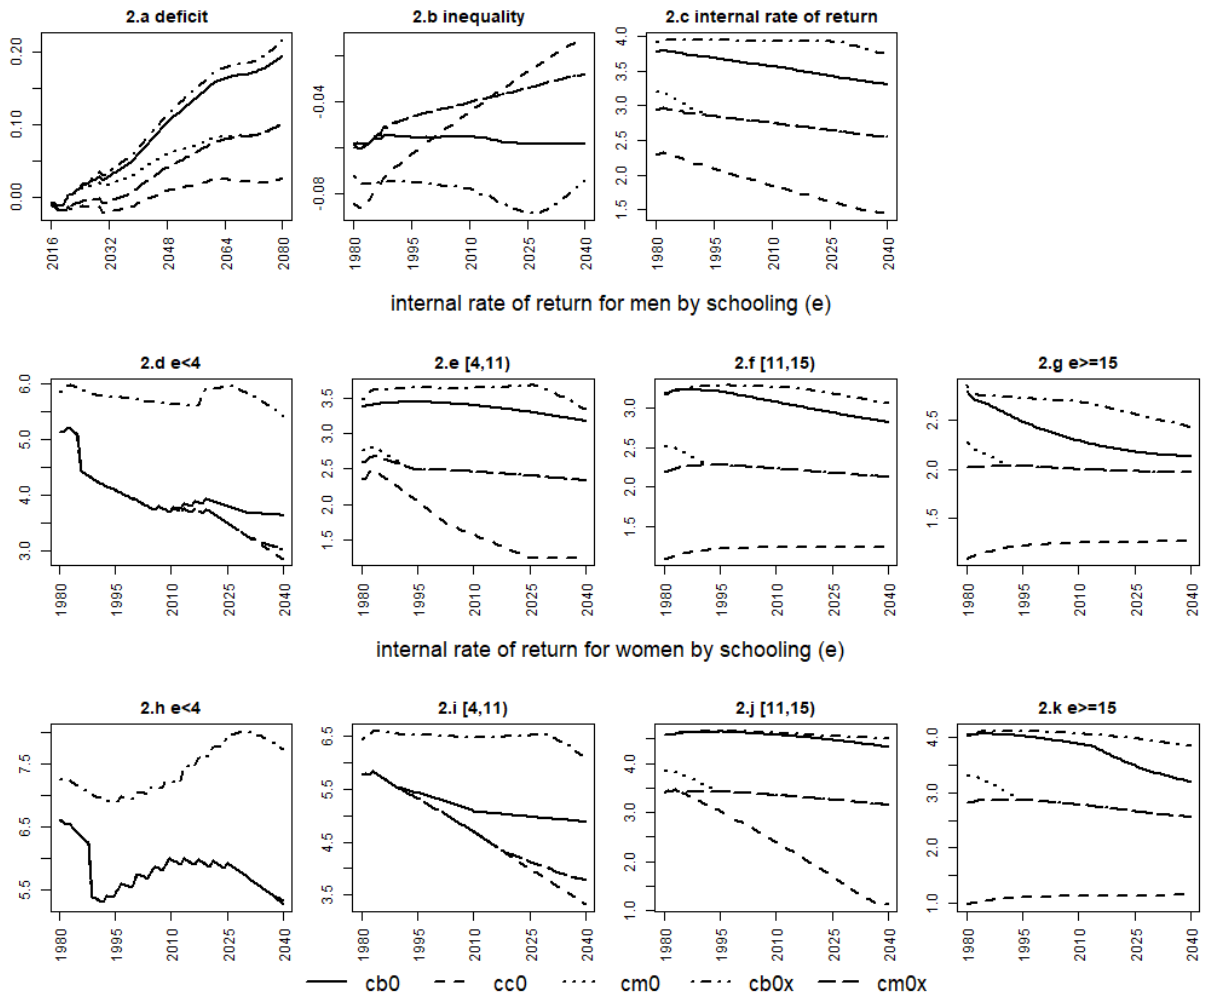 2.a deficit
2.b inequality
2.c internal rate of return
0.00 0.10 0.20
-0.08 -0.04
1.5 2.0 2.5 3.0 3.5 4.0
2016 2032 2048 2064 2080
1980 1995 2010 2025 2040
1980 1995 2010 2025 2040
internal rate of return for men by schooling (e)
2.d e<4
2.e [4,11)
2.f [11,15)
2.g e>=15
3.0 4.0 5.0 6.0
1.5 2.0 2.5 3.0 3.5
1.5 2.0 3.0
1.5 2.0 2.5
1980 1995 2010 2025 2040
1980 1995 2010 2025 2040
1980 1995 2010 2025 2040
1980 1995 2010 2025 2040
internal rate of return for women by schooling (e)
2.h e<4
2.i [4,11)
2.j [11,15)
2.k e>=15
5.5 6.5 7.5
3.5 4.5 5.5 6.5
1.0 2.0 3.0 4.0
1.0 2.0 3.0 4.0
1980 1995 2010 2025 2040
1980 1995 2010 2025 2040
1980 1995 2010 2025 2040
1980 1995 2010 2025 2040
cb0 cc0 cm0 cb0x cm0x